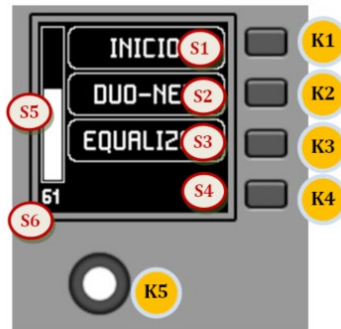 INICIO S1 K1
DUO-NE S2 K2
S5
EQUALIZ S3 K3
S4 K4
61
S6
K5